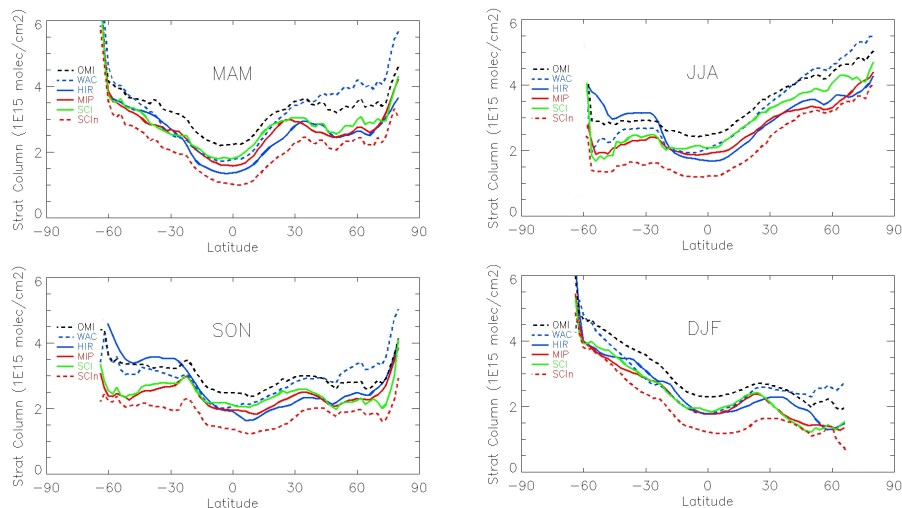 MAM
Strat Column (1E15 molec/cm2)
6
4
2
0
OMI
WAC
HIR
MIP
SCI
SCIn
−90 −60 −30 0 30 60 90
Latitude
JJA
Strat Column (1E15 molec/cm2)
6
4
2
0
OMI
WAC
HIR
MIP
SCI
SCIn
−90 −60 −30 0 30 60 90
Latitude
SON
Strat Column (1E15 molec/cm2)
6
4
2
0
OMI
WAC
HIR
MIP
SCI
SCIn
−90 −60 −30 0 30 60 90
Latitude
DJF
Strat Column (1E15 molec/cm2)
6
4
2
0
OMI
WAC
HIR
MIP
SCI
SCIn
−90 −60 −30 0 30 60 90
Latitude